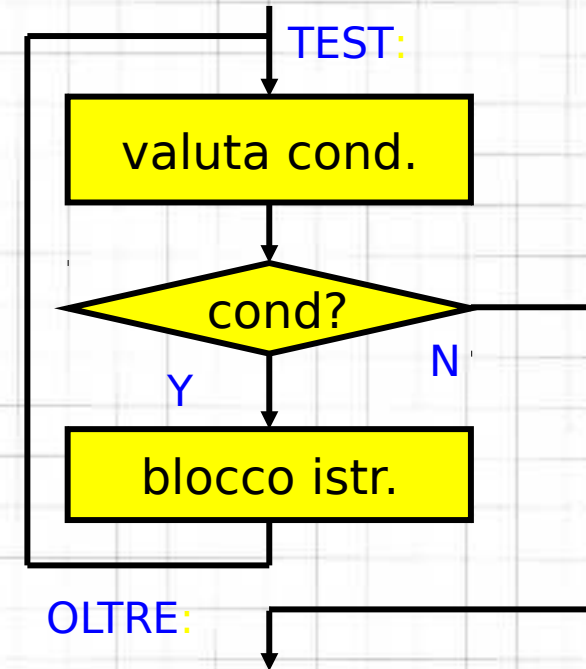 TEST:
valuta cond.
cond?
N
Y
blocco istr.
OLTRE: